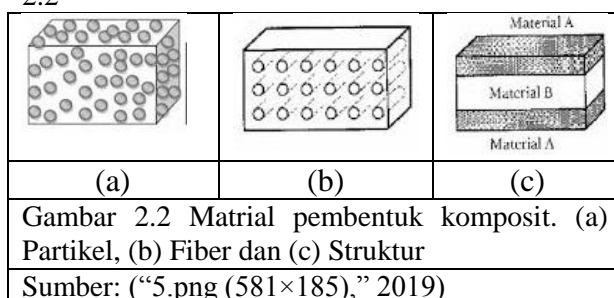 2.2
Material A
Material B
Material A
(a)
(b)
(c)
Gambar 2.2 Matrial pembentuk komposit. (a)
Partikel, (b) Fiber dan (c) Struktur
Sumber: (“5.png (581×185),” 2019)